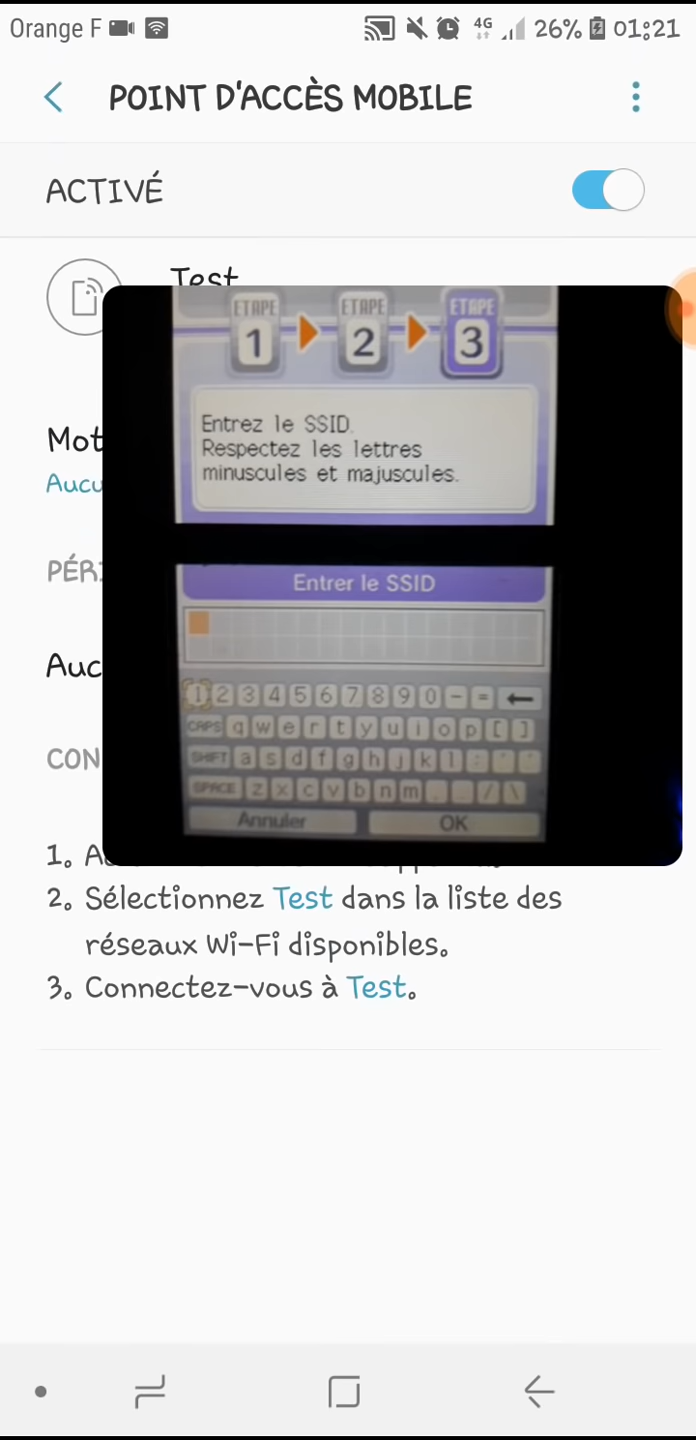 Orange F 4G 26% 01:21
POINT D'ACCÈS MOBILE
ACTIVÉ
Test
ETAPE ETAPE ETAPE
1 2 3
Entrez le SSID.
Respectez les lettres
minuscules et majuscules.
Mot
Aucu
PÉR
Entrer le SSID
Auc
1 2 3 4 5 6 7 8 9 0 - = ←
CAPS q w e r t y u i o p [ ]
CON
SHIFT a s d f g h j k l
SPACE z x c v b n m / \
Annuler OK
1.
2. Sélectionnez Test dans la liste des
réseaux Wi-Fi disponibles.
3. Connectez-vous à Test.